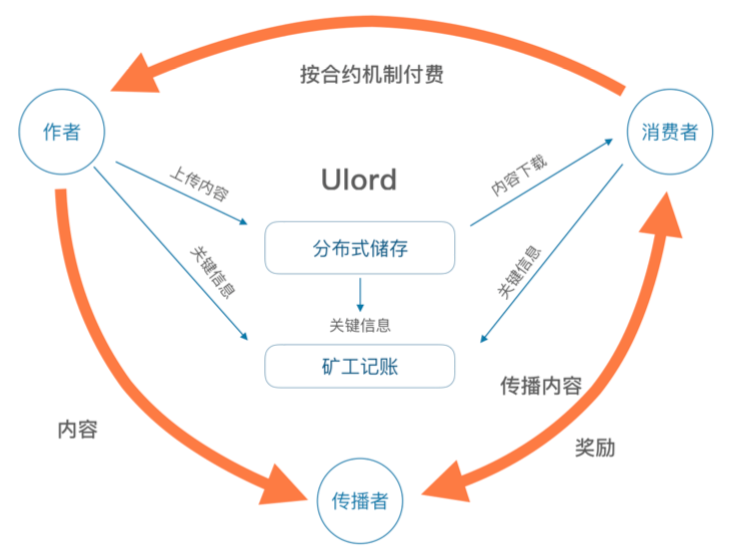 按合约机制付费
作者
消费者
上传内容
Ulord
内容下载
分布式储存
关键信息
关键信息
关键信息
矿工记账
传播内容
内容
奖励
传播者